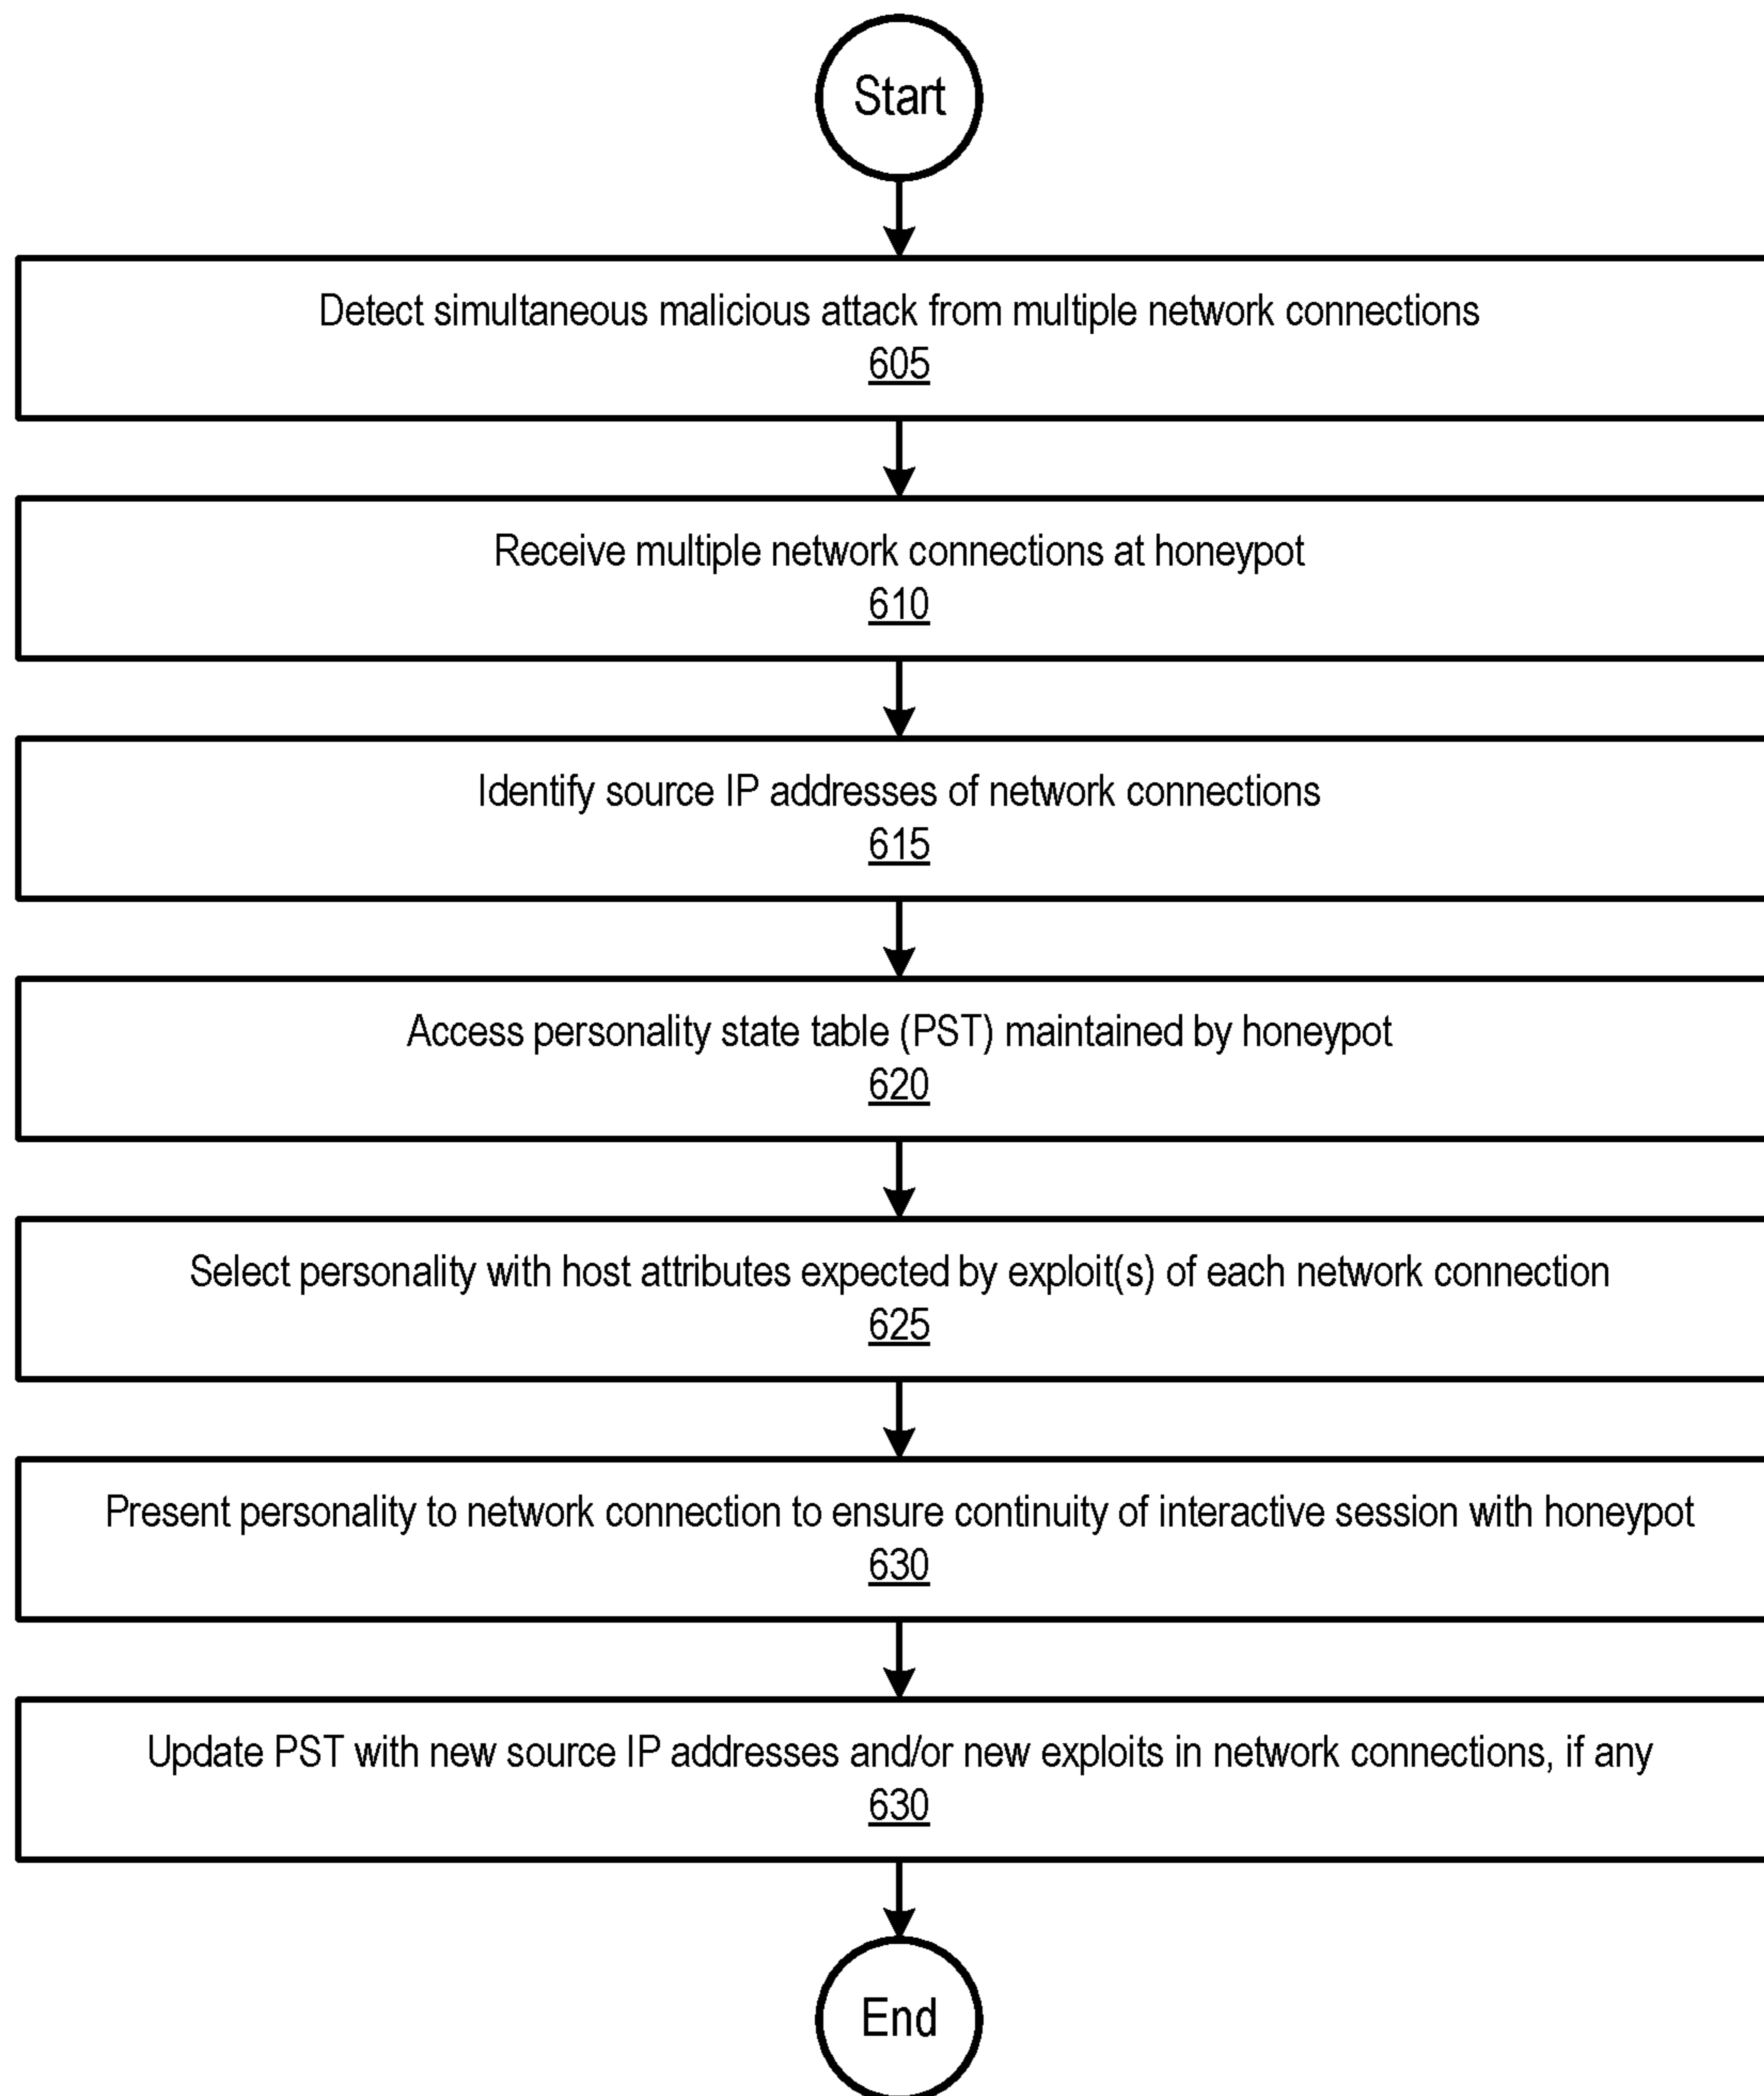 Start
Detect simultaneous malicious attack from multiple network connections
605
Receive multiple network connections at honeypot
610
Identify source IP addresses of network connections
615
Access personality state table (PST) maintained by honeypot
620
Select personality with host attributes expected by exploit(s) of each network connection
625
Present personality to network connection to ensure continuity of interactive session with honeypot
630
Update PST with new source IP addresses and/or new exploits in network connections, if any
630
End